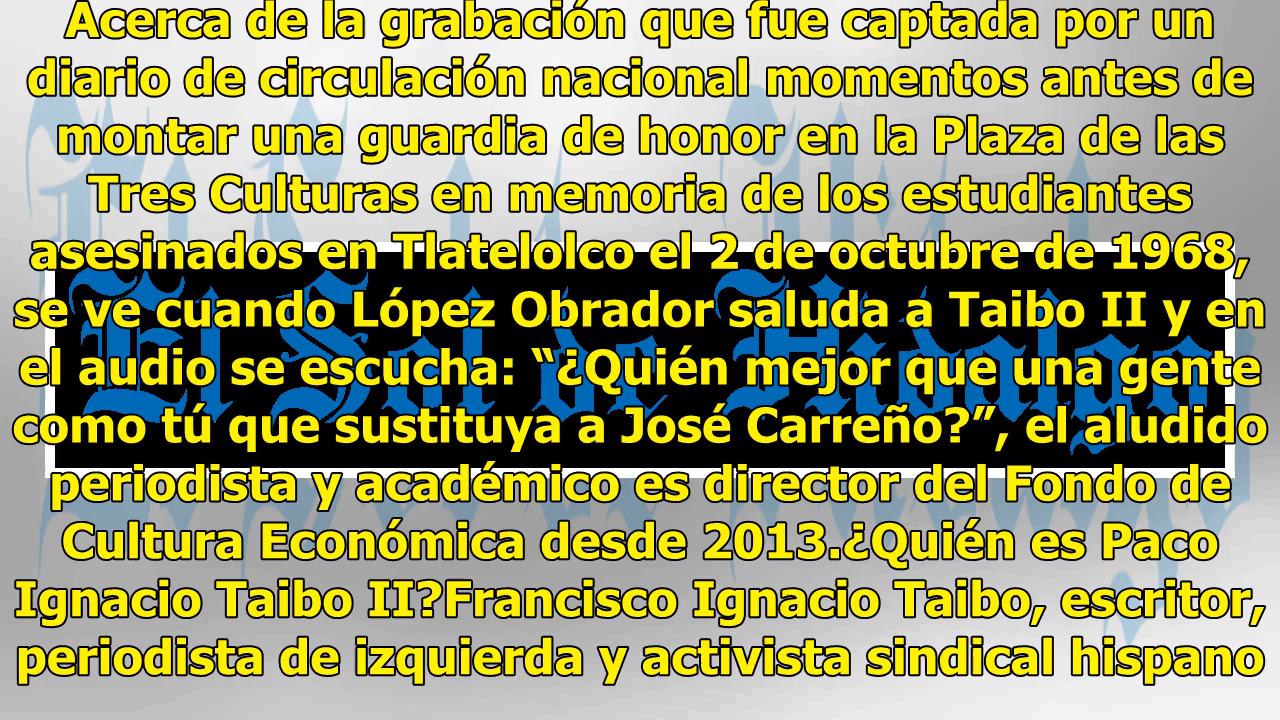 Acerca de la grabación que fue captada por un
diario de circulación nacional momentos antes de
montar una guardia de honor en la Plaza de las
Tres Culturas en memoria de los estudiantes
asesinados en Tlatelolco el 2 de octubre de 1968,
se ve cuando López Obrador saluda a Taibo II y en
el audio se escucha: “¿Quién mejor que una gente
como tú que sustituya a José Carreño?”, el aludido
periodista y académico es director del Fondo de
Cultura Económica desde 2013.¿Quién es Paco
Ignacio Taibo II?Francisco Ignacio Taibo, escritor,
periodista de izquierda y activista sindical hispano
El Sol de Hidalgo